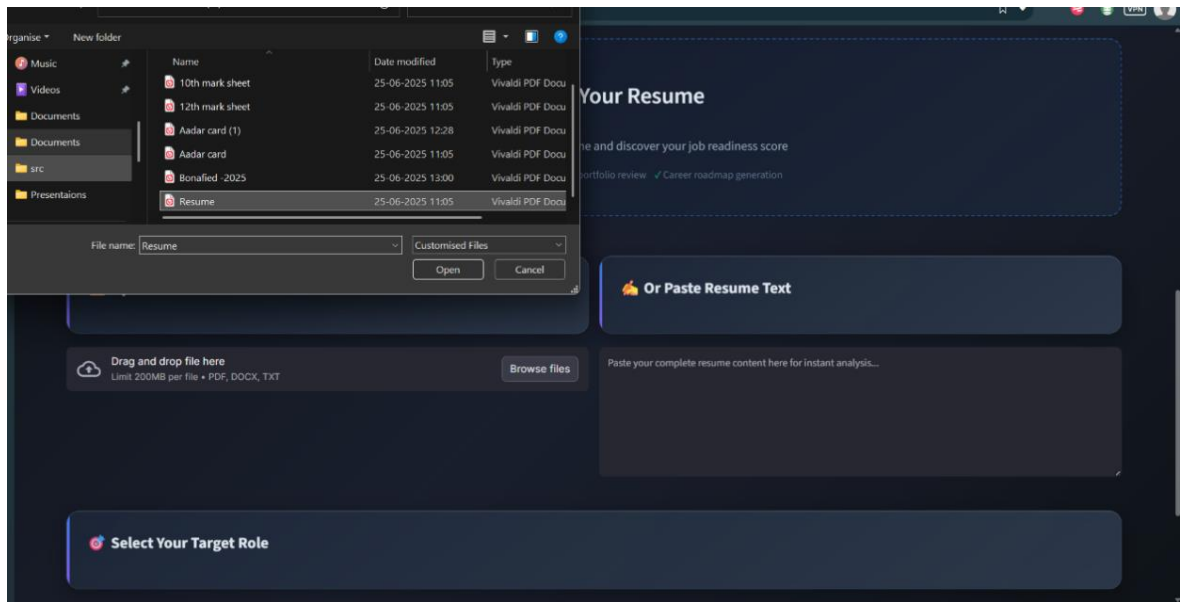 Organise
New folder
Music
Videos
Documents
Documents
src
Presentaions
Name Date modified Type
10th mark sheet 25-06-2025 11:05 Vivaldi PDF Docu
12th mark sheet 25-06-2025 11:05 Vivaldi PDF Docu
Aadar card (1) 25-06-2025 12:28 Vivaldi PDF Docu
Aadar card 25-06-2025 11:05 Vivaldi PDF Docu
Bonafied -2025 25-06-2025 13:00 Vivaldi PDF Docu
Resume 25-06-2025 11:05 Vivaldi PDF Docu
File name: Resume
Customised Files
Open Cancel
VPN
Your Resume
and discover your job readiness score
portfolio review ✓ Career roadmap generation
✍️ Or Paste Resume Text
Drag and drop file here
Limit 200MB per file • PDF, DOCX, TXT
Browse files
Paste your complete resume content here for instant analysis...
🎯 Select Your Target Role